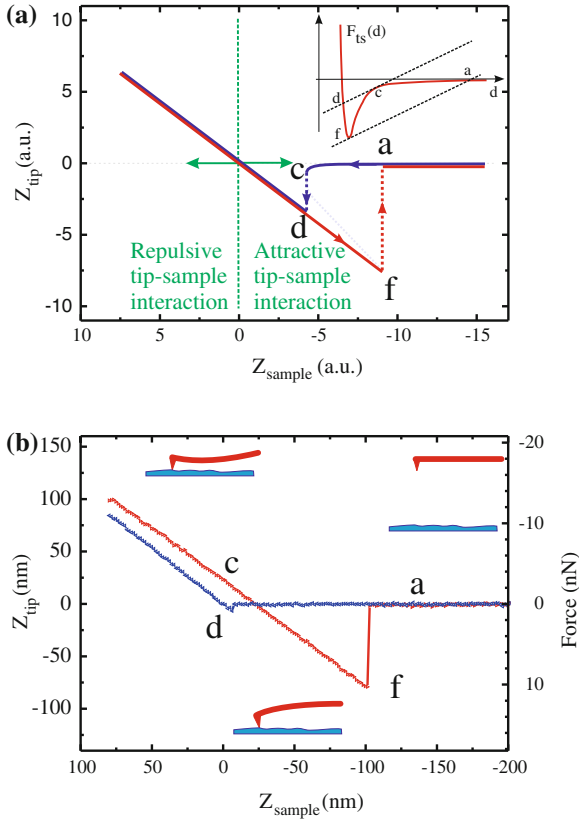 (a)
10
5
0
-5
-10
Z_tip (a.u.)
F_ts(d)
a
d
c
d
f
a
c
d
f
Repulsive
tip-sample
interaction
Attractive
tip-sample
interaction
10
5
0
-5
-10
-15
Z_sample (a.u.)
(b)
150
100
50
0
-50
-100
Z_tip (nm)
-20
-10
0
10
Force (nN)
c
a
d
f
100
50
0
-50
-100
-150
-200
Z_sample (nm)